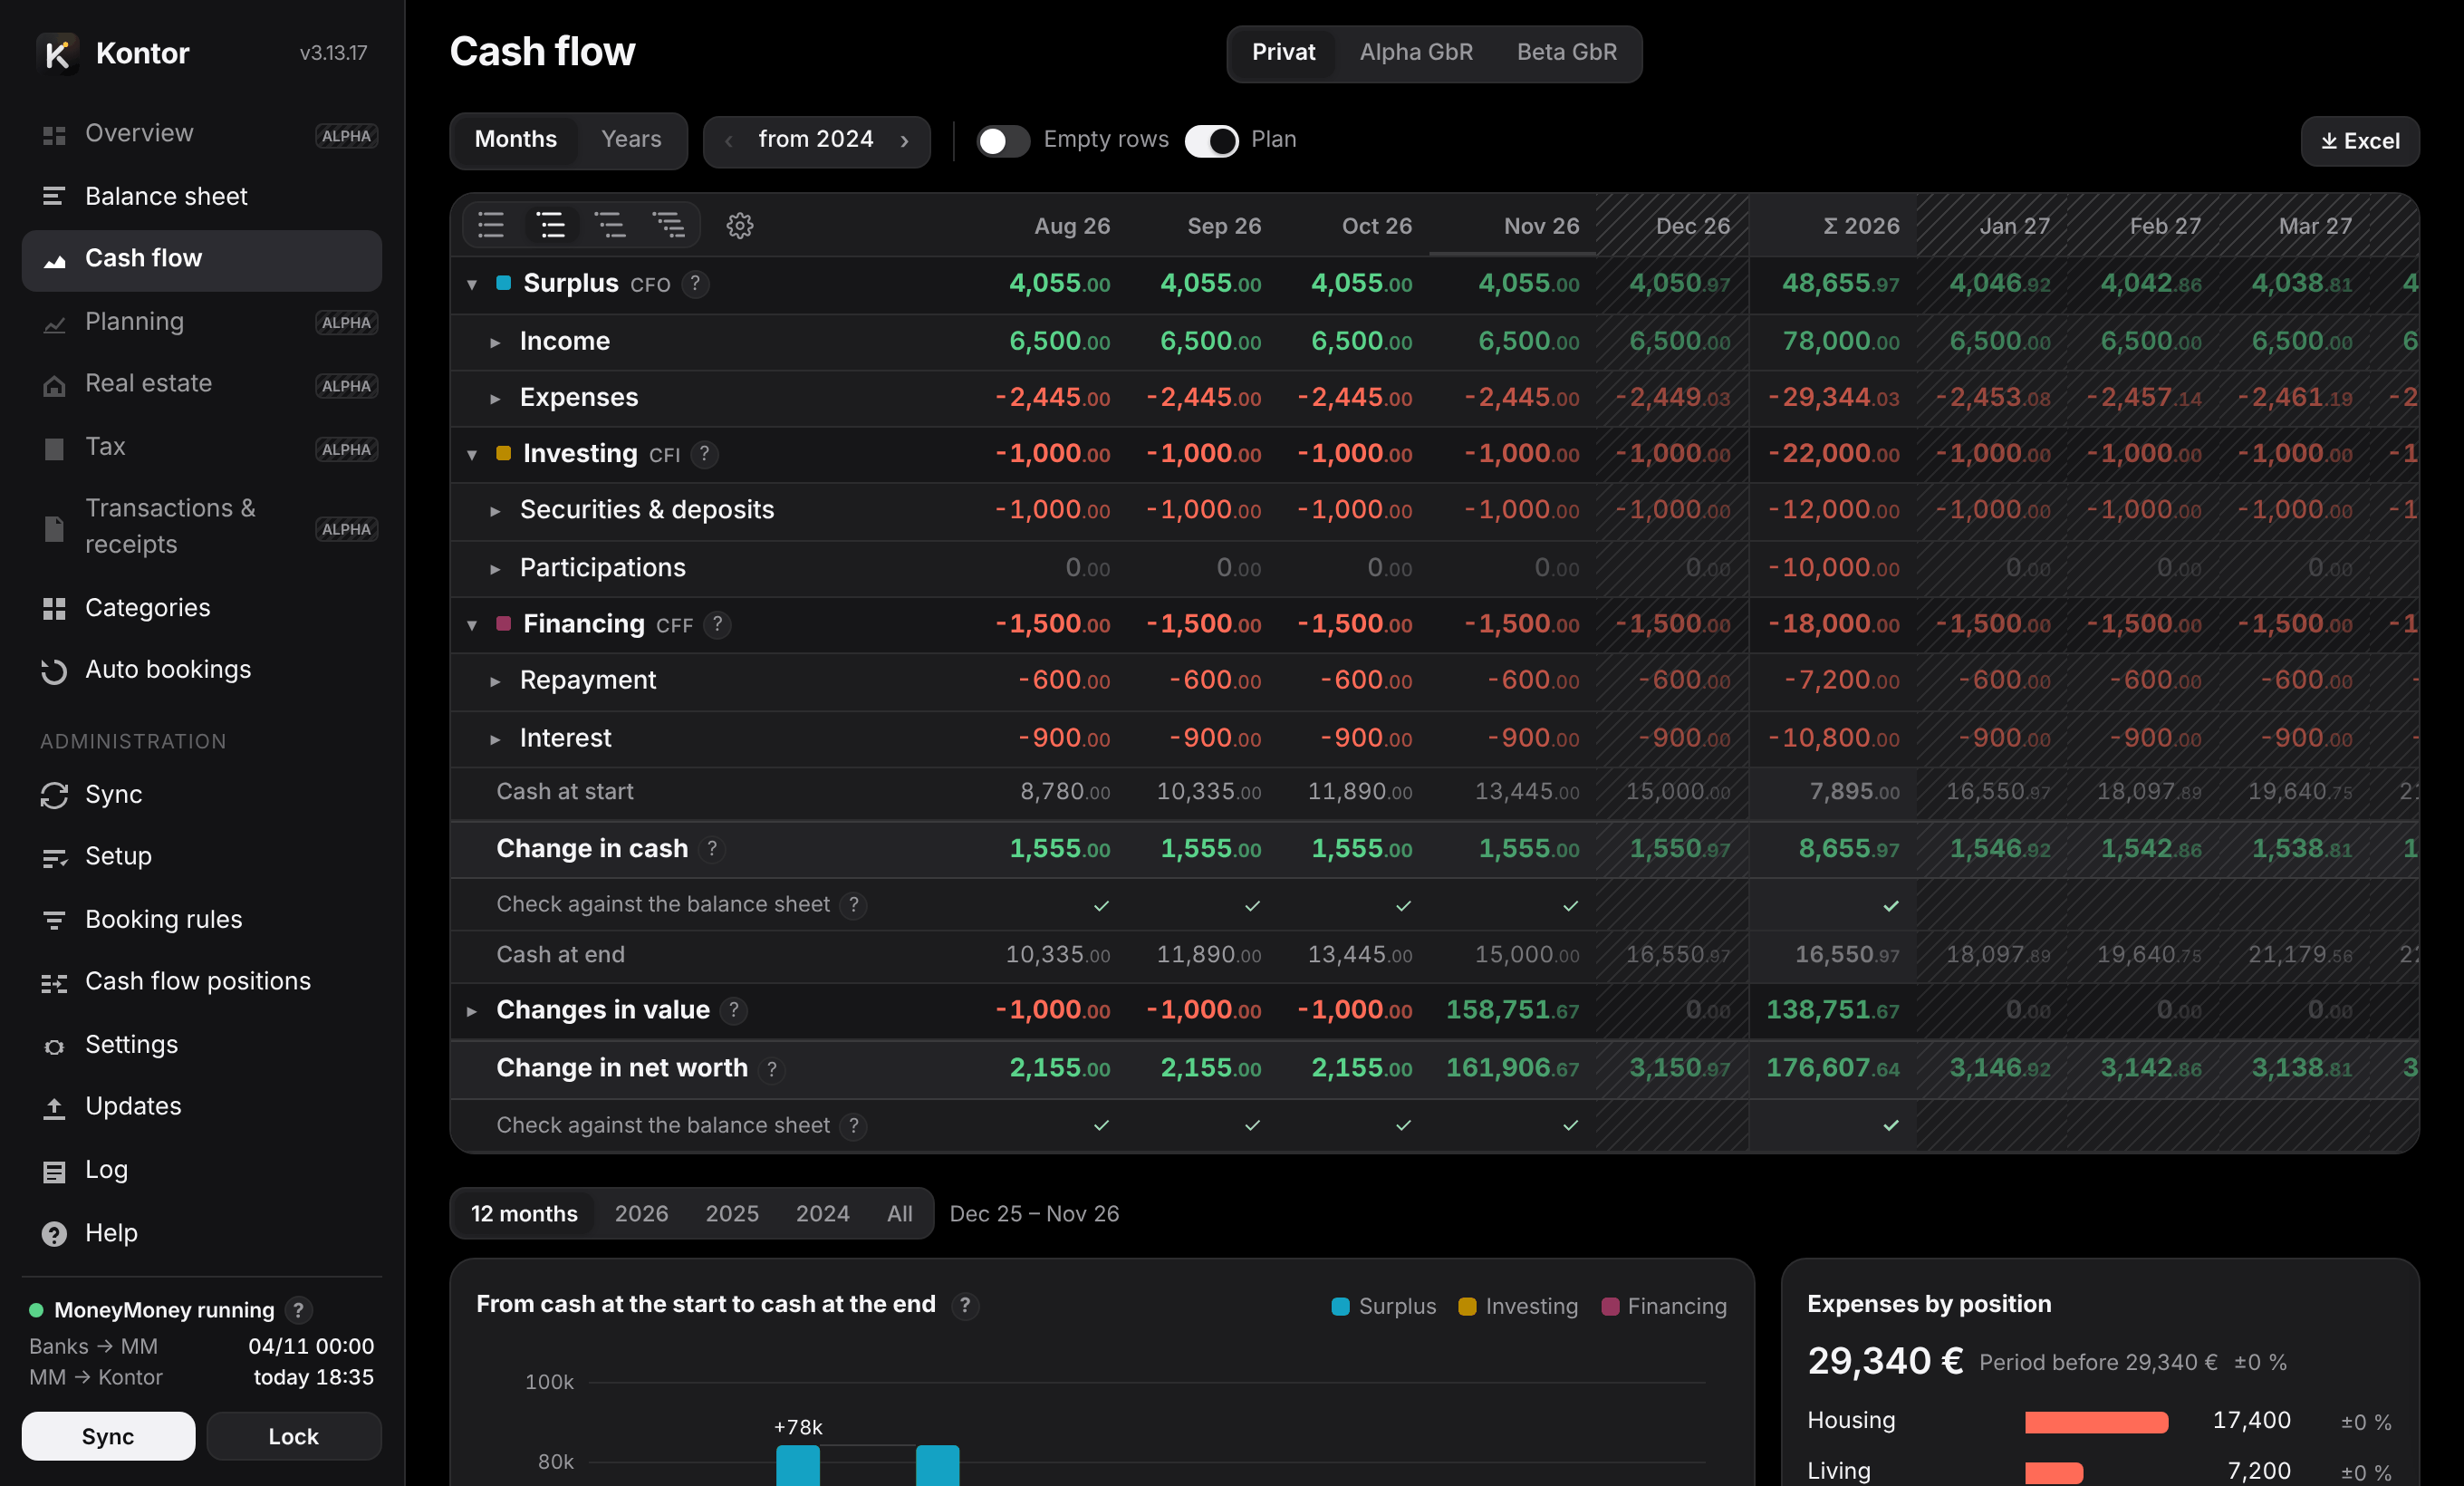 Kontor v3.13.17
Overview ALPHA
Balance sheet
Cash flow
Planning ALPHA
Real estate ALPHA
Tax ALPHA
Transactions &
receipts ALPHA
Categories
Auto bookings
ADMINISTRATION
Sync
Setup
Booking rules
Cash flow positions
Settings
Updates
Log
Help
MoneyMoney running ?
Banks → MM 04/11 00:00
MM → Kontor today 18:35
Sync Lock
Cash flow
Privat Alpha GbR Beta GbR
Months Years ‹ from 2024 › Empty rows Plan Excel
Aug 26 Sep 26 Oct 26 Nov 26 Dec 26 Σ 2026 Jan 27 Feb 27 Mar 27
Surplus CFO ? 4,055.00 4,055.00 4,055.00 4,055.00 4,050.97 48,655.97 4,046.92 4,042.86 4,038.81 4
Income 6,500.00 6,500.00 6,500.00 6,500.00 6,500.00 78,000.00 6,500.00 6,500.00 6,500.00 6
Expenses -2,445.00 -2,445.00 -2,445.00 -2,445.00 -2,449.03 -29,344.03 -2,453.08 -2,457.14 -2,461.19 -2
Investing CFI ? -1,000.00 -1,000.00 -1,000.00 -1,000.00 -1,000.00 -22,000.00 -1,000.00 -1,000.00 -1,000.00 -1
Securities & deposits -1,000.00 -1,000.00 -1,000.00 -1,000.00 -1,000.00 -12,000.00 -1,000.00 -1,000.00 -1,000.00 -1
Participations 0.00 0.00 0.00 0.00 0.00 -10,000.00 0.00 0.00 0.00
Financing CFF ? -1,500.00 -1,500.00 -1,500.00 -1,500.00 -1,500.00 -18,000.00 -1,500.00 -1,500.00 -1,500.00 -1
Repayment -600.00 -600.00 -600.00 -600.00 -600.00 -7,200.00 -600.00 -600.00 -600.00 -
Interest -900.00 -900.00 -900.00 -900.00 -900.00 -10,800.00 -900.00 -900.00 -900.00 -
Cash at start 8,780.00 10,335.00 11,890.00 13,445.00 15,000.00 7,895.00 16,550.97 18,097.89 19,640.75 2
Change in cash ? 1,555.00 1,555.00 1,555.00 1,555.00 1,550.97 8,655.97 1,546.92 1,542.86 1,538.81 1
Check against the balance sheet ? ✓ ✓ ✓ ✓ ✓
Cash at end 10,335.00 11,890.00 13,445.00 15,000.00 16,550.97 16,550.97 18,097.89 19,640.75 21,179.56 2
Changes in value ? -1,000.00 -1,000.00 -1,000.00 158,751.67 0.00 138,751.67 0.00 0.00 0.00
Change in net worth ? 2,155.00 2,155.00 2,155.00 161,906.67 3,150.97 176,607.64 3,146.92 3,142.86 3,138.81 3
Check against the balance sheet ? ✓ ✓ ✓ ✓ ✓
12 months 2026 2025 2024 All Dec 25 – Nov 26
From cash at the start to cash at the end ? Surplus Investing Financing
100k
+78k
80k
Expenses by position
29,340 € Period before 29,340 € ±0 %
Housing 17,400 ±0 %
Living 7,200 ±0 %